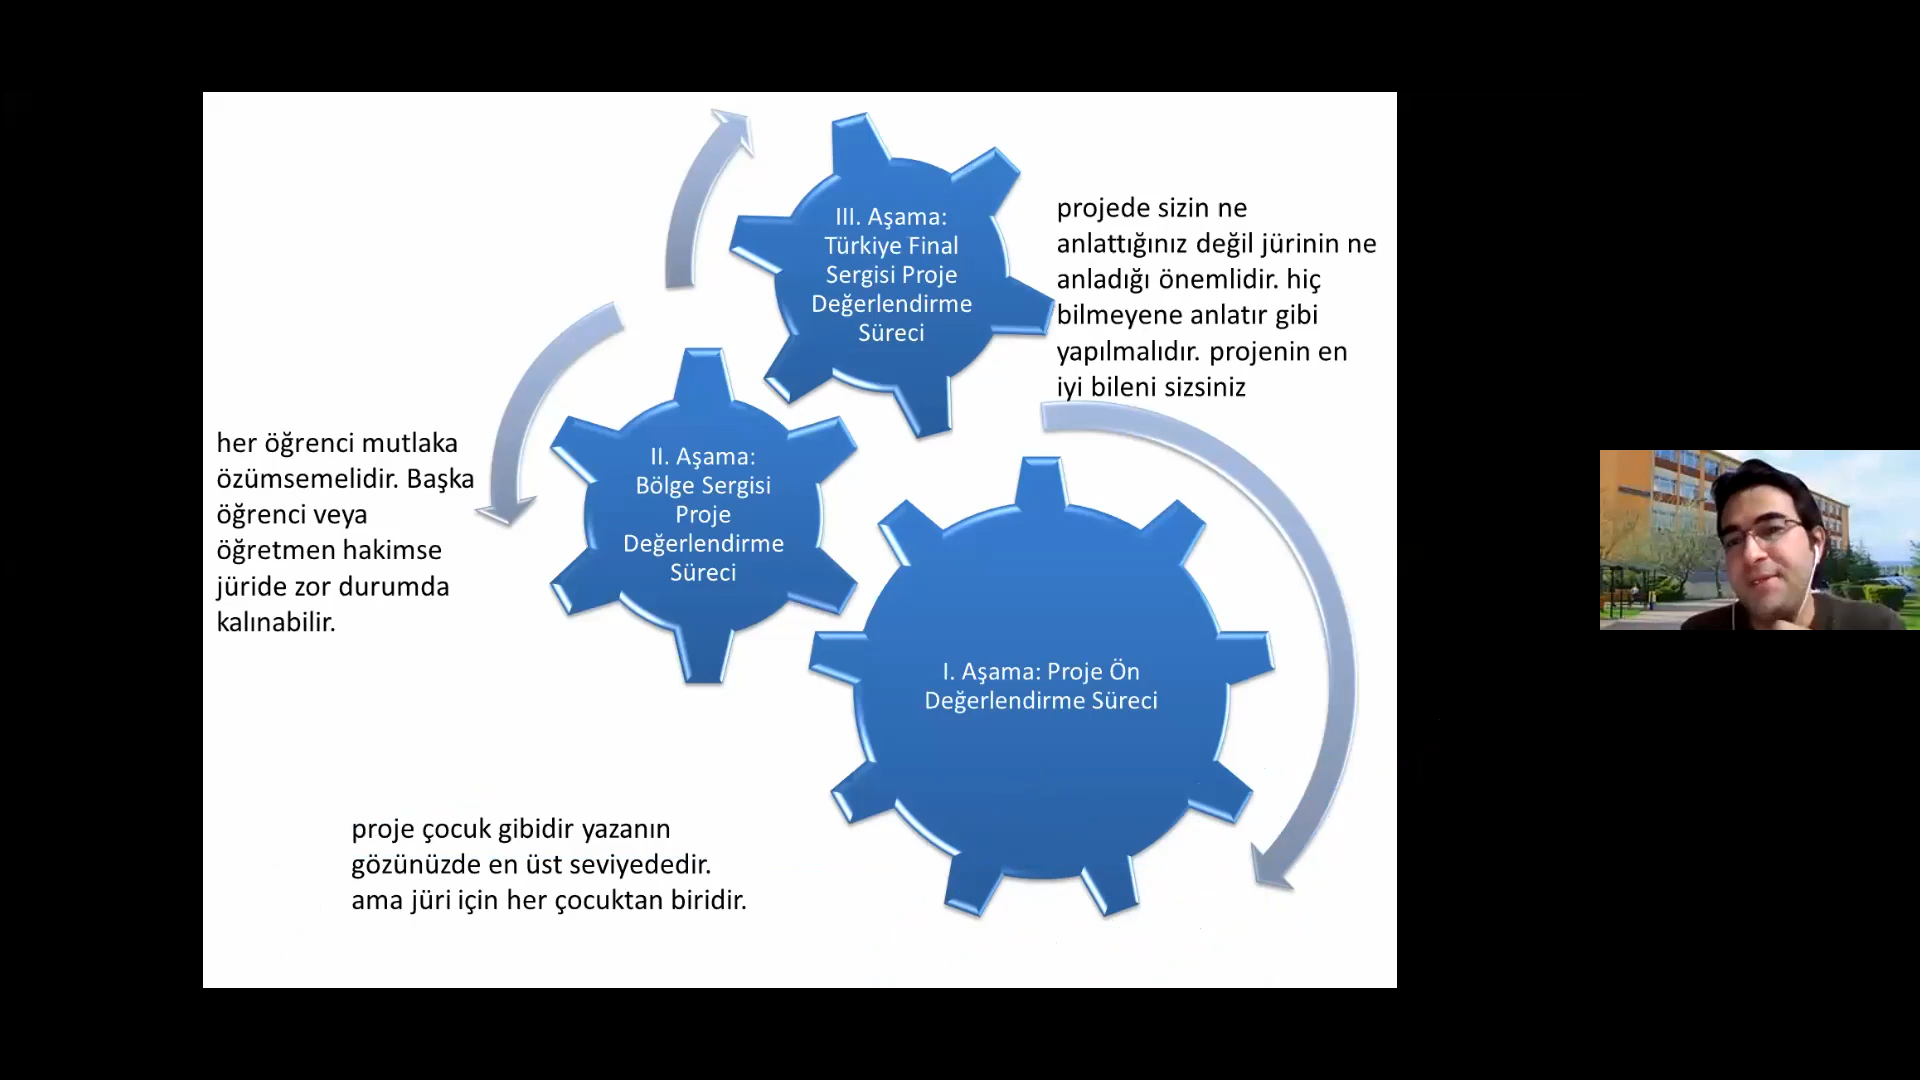 III. Aşama:
Türkiye Final
Sergisi Proje
Değerlendirme
Süreci
projede sizin ne
anlattığınız değil jürinin ne
anladığı önemlidir. hiç
bilmeyene anlatır gibi
yapılmalıdır. projenin en
iyi bileni sizsiniz
her öğrenci mutlaka
özümsemelidir. Başka
öğrenci veya
öğretmen hakimse
jüride zor durumda
kalınabilir.
II. Aşama:
Bölge Sergisi
Proje
Değerlendirme
Süreci
I. Aşama: Proje Ön
Değerlendirme Süreci
proje çocuk gibidir yazanın
gözünüzde en üst seviyededir.
ama jüri için her çocuktan biridir.